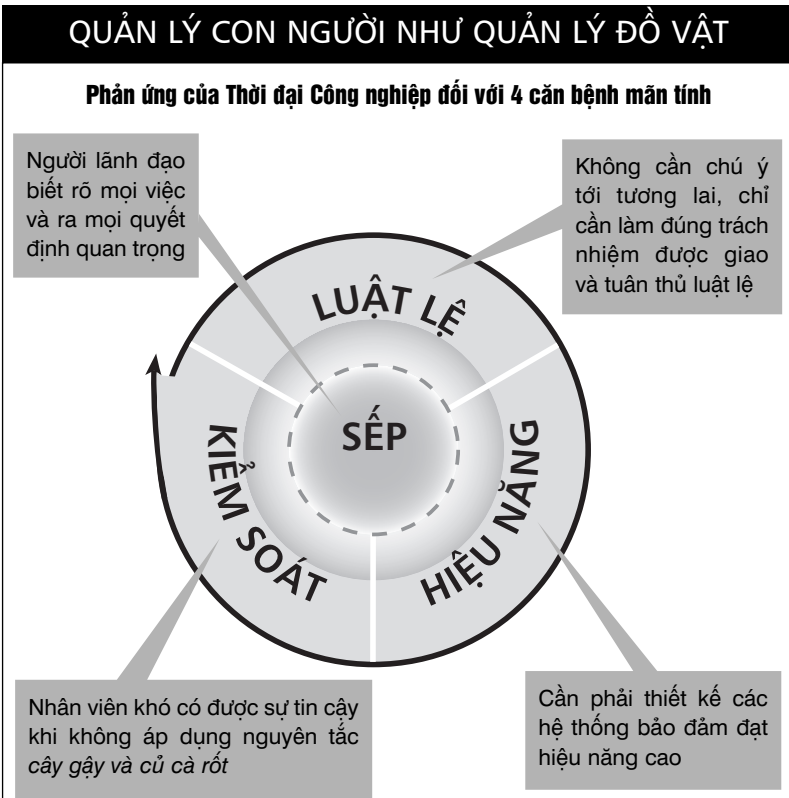 QUẢN LÝ CON NGƯỜI NHƯ QUẢN LÝ ĐỒ VẬT
Phản ứng của Thời đại Công nghiệp đối với 4 căn bệnh mãn tính
Người lãnh đạo
biết rõ mọi việc
và ra mọi quyết
định quan trọng
Không cần chú ý
tới tương lai, chỉ
cần làm đúng trách
nhiệm được giao
và tuân thủ luật lệ
LUẬT LỆ
SẾP
KIỂM SOÁT
HIỆU NĂNG
Nhân viên khó có được sự tin cậy
khi không áp dụng nguyên tắc
cây gậy và củ cà rốt
Cần phải thiết kế các
hệ thống bảo đảm đạt
hiệu năng cao